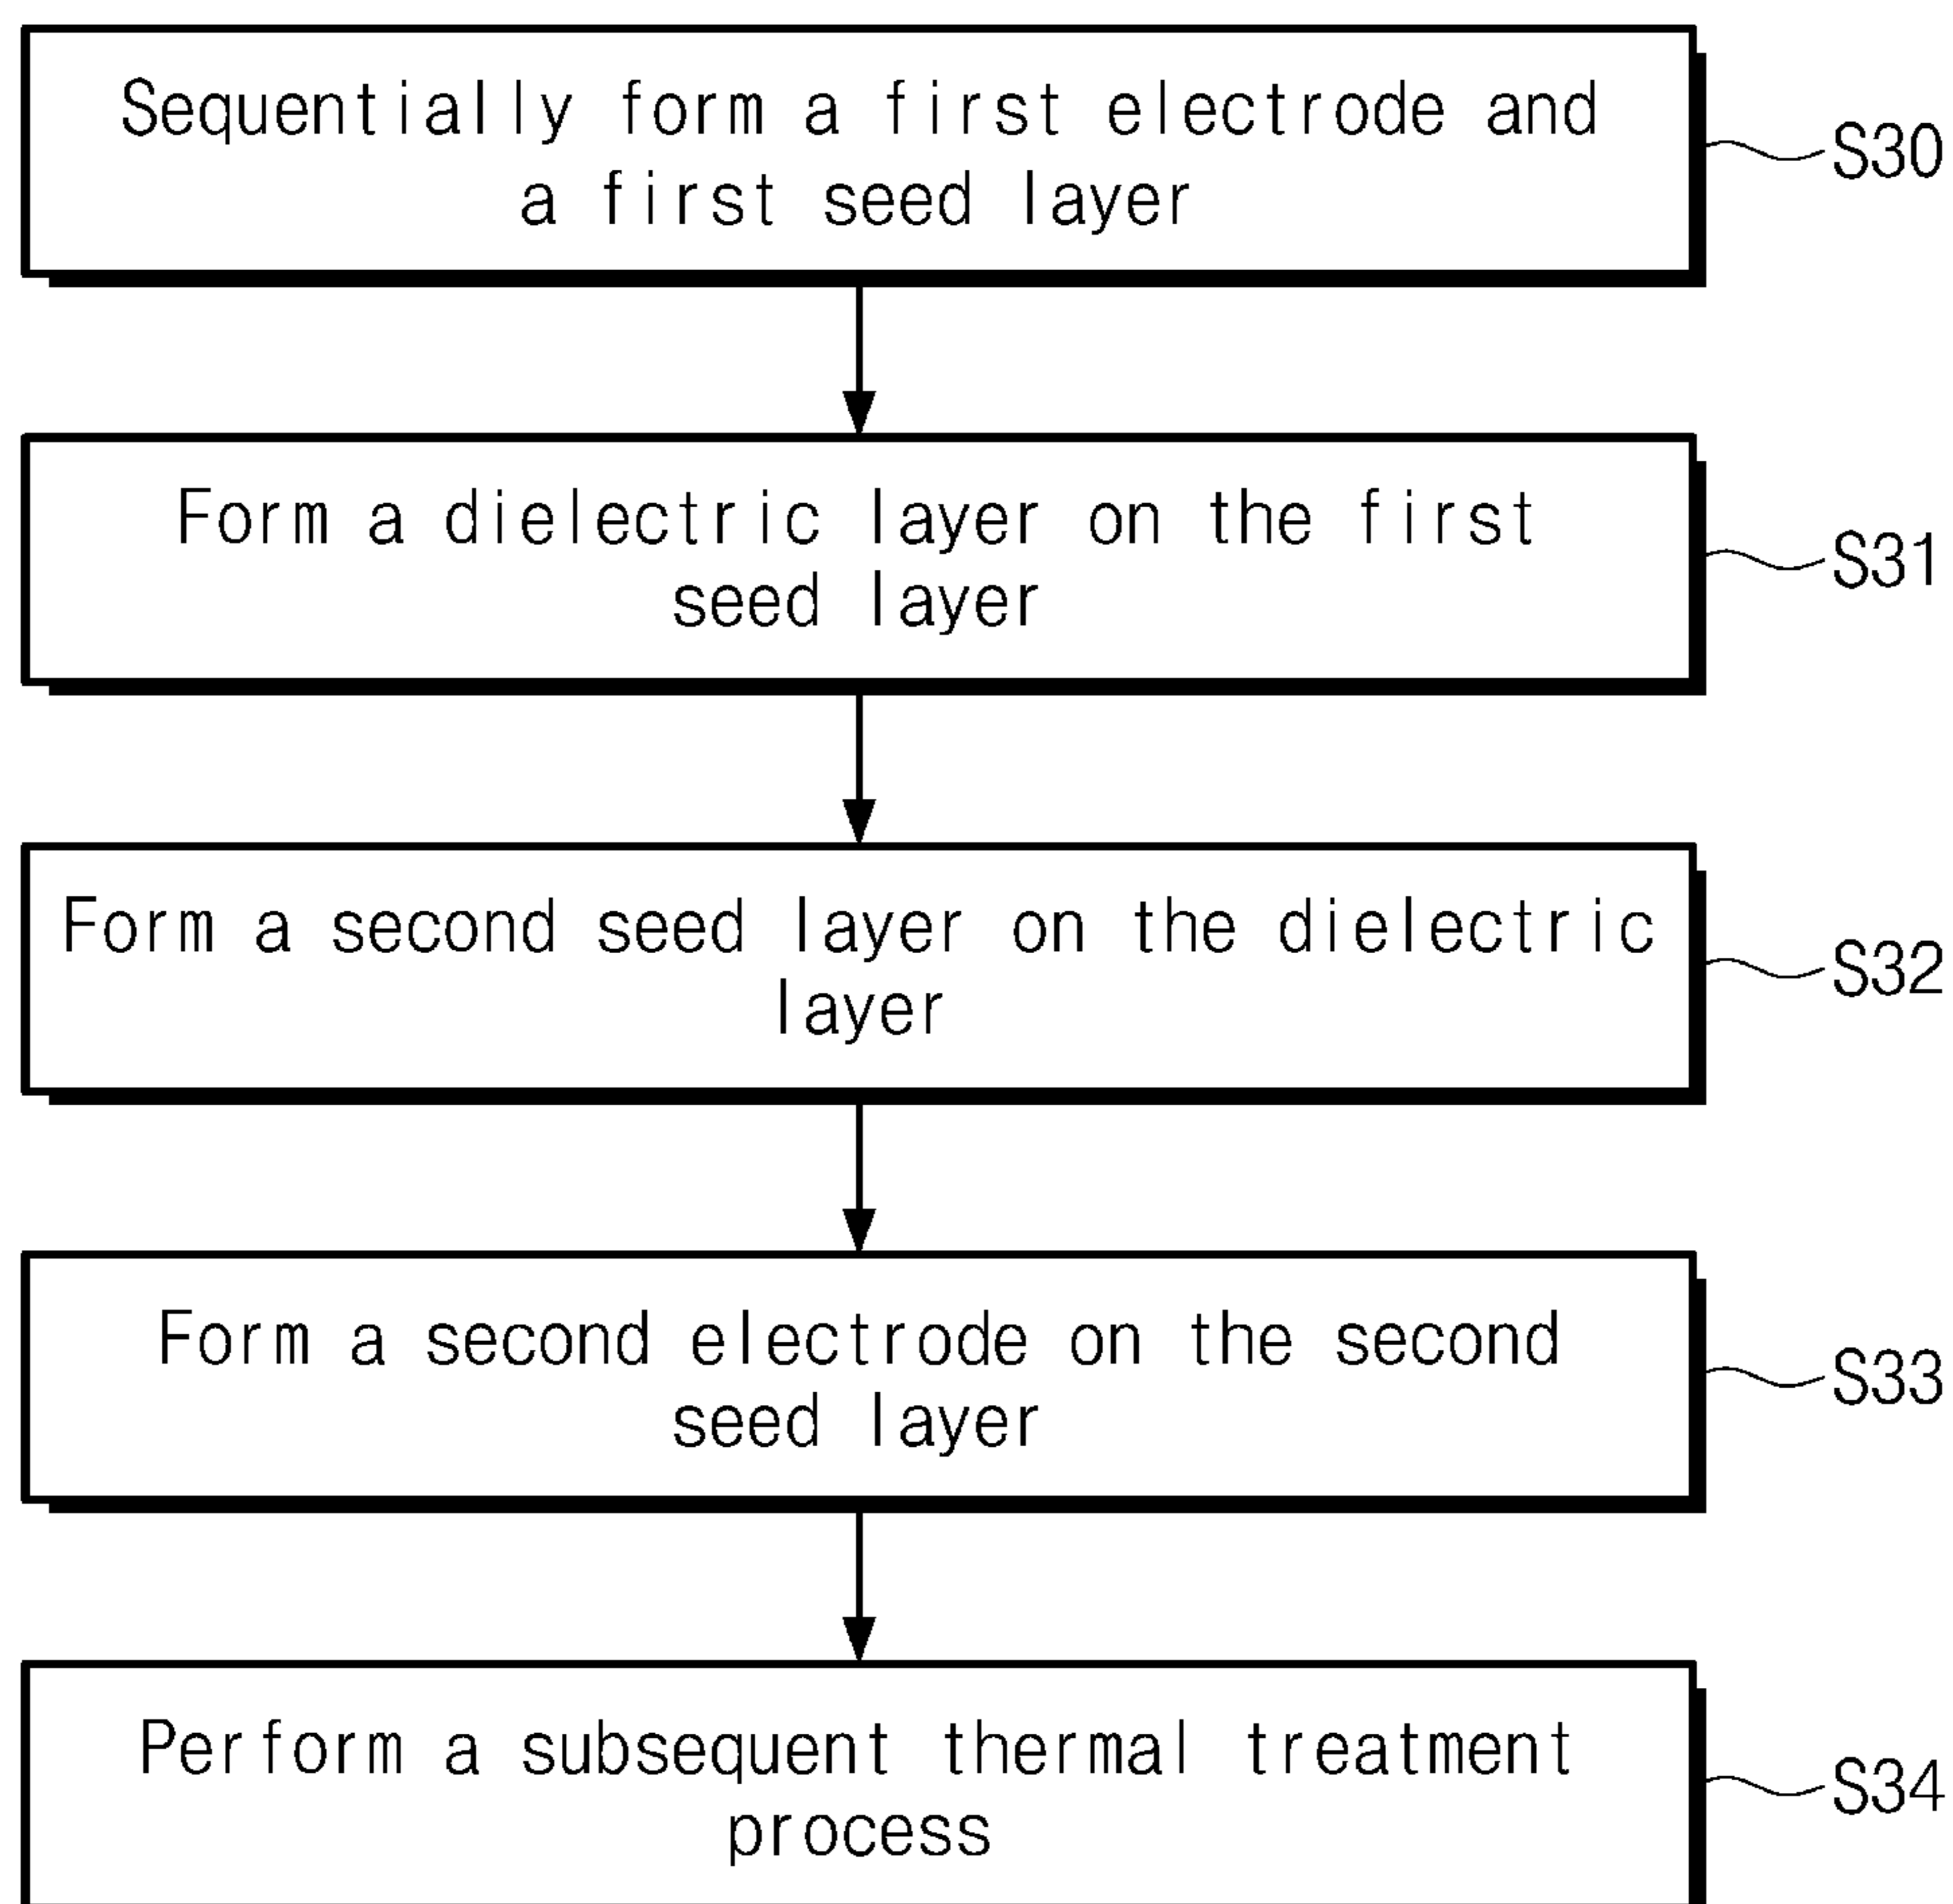 Sequentially form a first electrode and
a first seed layer
S30
Form a dielectric layer on the first
seed layer
S31
Form a second seed layer on the dielectric
layer
S32
Form a second electrode on the second
seed layer
S33
Perform a subsequent thermal treatment
process
S34